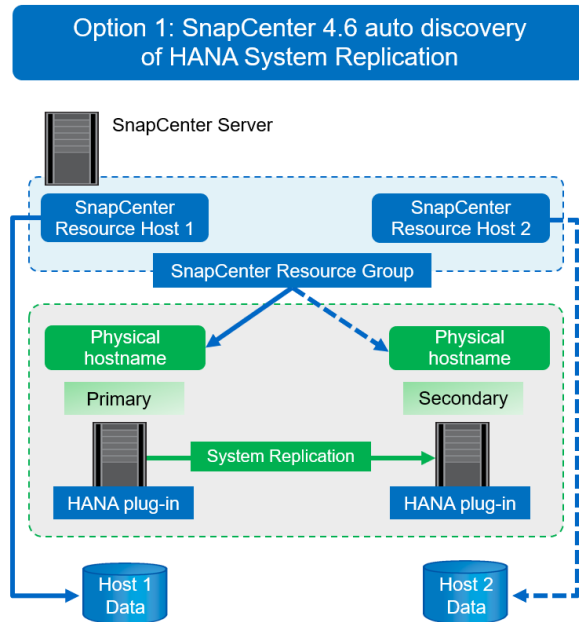 Option 1: SnapCenter 4.6 auto discovery
of HANA System Replication
SnapCenter Server
SnapCenter
Resource Host 1
SnapCenter
Resource Host 2
SnapCenter Resource Group
Physical
hostname
Physical
hostname
Primary
Secondary
System Replication
HANA plug-in
HANA plug-in
Host 1
Data
Host 2
Data